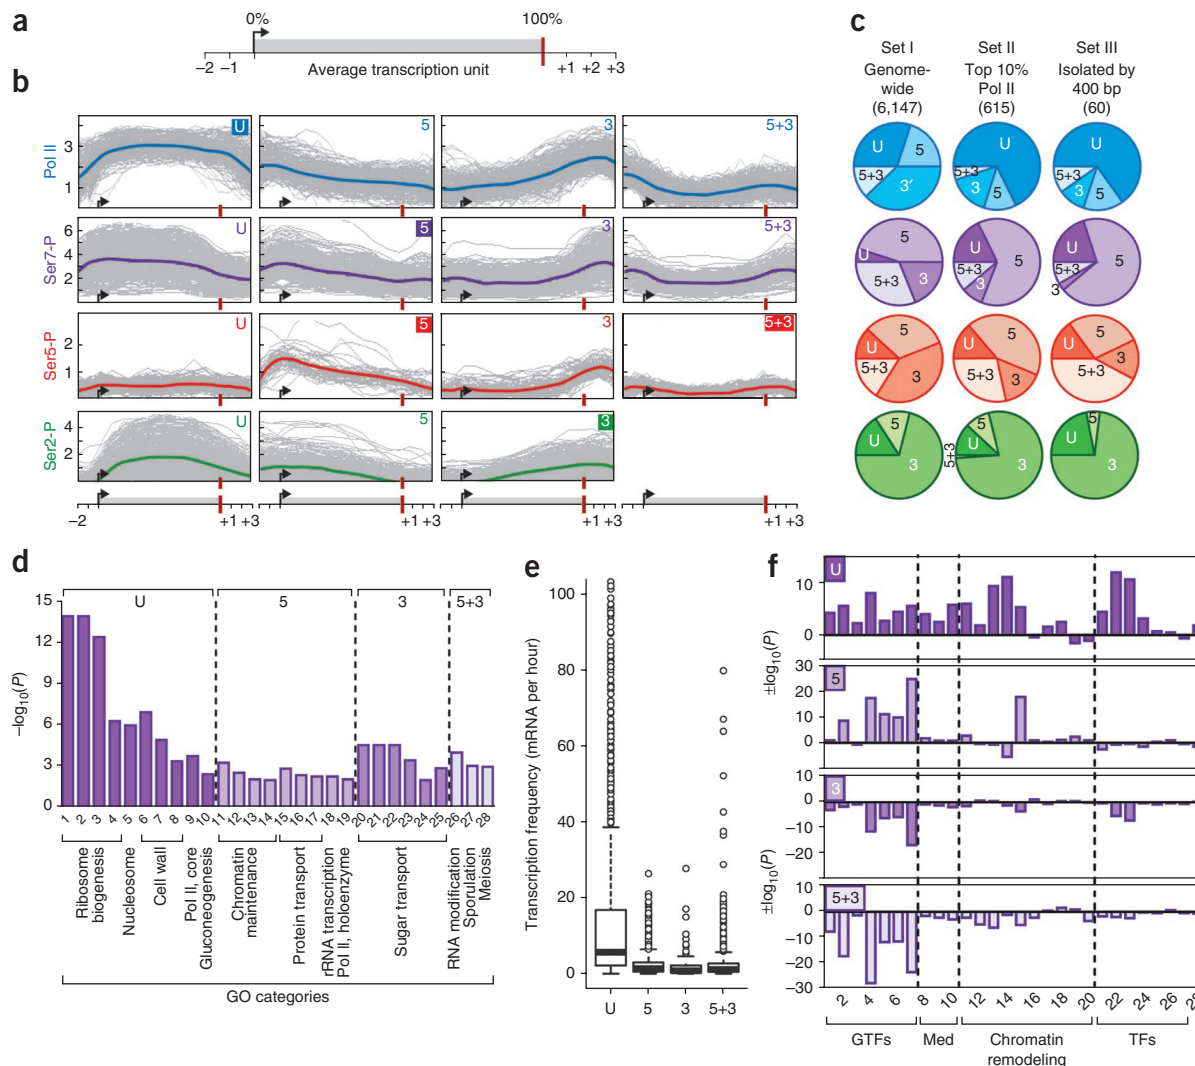 a
0%
100%
−2 −1
Average transcription unit
+1 +2 +3
b
Pol II
3
1
U
5
3
5+3
Ser7-P
6
4
2
U
5
3
5+3
Ser5-P
2
1
U
5
3
5+3
Ser2-P
4
2
U
5
3
−2
+1 +3
+1 +3
+1 +3
+1 +3
c
Set I
Genome-
wide
(6,147)
Set II
Top 10%
Pol II
(615)
Set III
Isolated by
400 bp
(60)
U
5
5+3
3′
U
5+3
3
5
U
5+3
3
5
5
U
5+3
3
U
5
5+3
3
U
5
5+3
3
5
U
5+3
3
5
U
5+3
3
5
U
3
5+3
5
U
3
5
U
5+3
3
5
U
3
d
U
5
3
5+3
−log10(P)
15
12
9
6
3
0
1 2 3 4 5 6 7 8 9 10 11 12 13 14 15 16 17 18 19 20 21 22 23 24 25 26 27 28
Ribosome
biogenesis
Nucleosome
Cell wall
Pol II, core
Gluconeogenesis
Chromatin
maintenance
Protein transport
rRNA transcription
Pol II, holoenzyme
Sugar transport
RNA modification
Sporulation
Meiosis
GO categories
e
Transcription frequency (mRNA per hour)
100
80
60
40
20
0
U 5 3 5+3
f
U
10
0
±log10(P)
5
30
20
10
0
3
10
0
−10
−20
±log10(P)
5+3
10
0
−10
−20
−30
2 4 6 8 10 12 14 16 18 20 22 24 26 28
GTFs
Med
Chromatin
remodeling
TFs